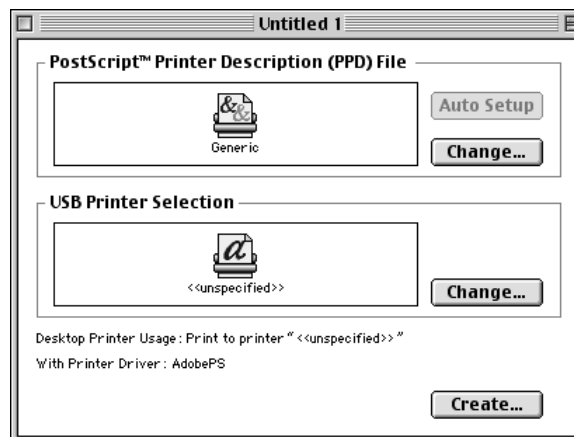 Untitled 1
PostScript™ Printer Description (PPD) File
Generic
Auto Setup
Change...
USB Printer Selection
<<unspecified>>
Change...
Desktop Printer Usage: Print to printer “<<unspecified>>”
With Printer Driver: AdobePS
Create...